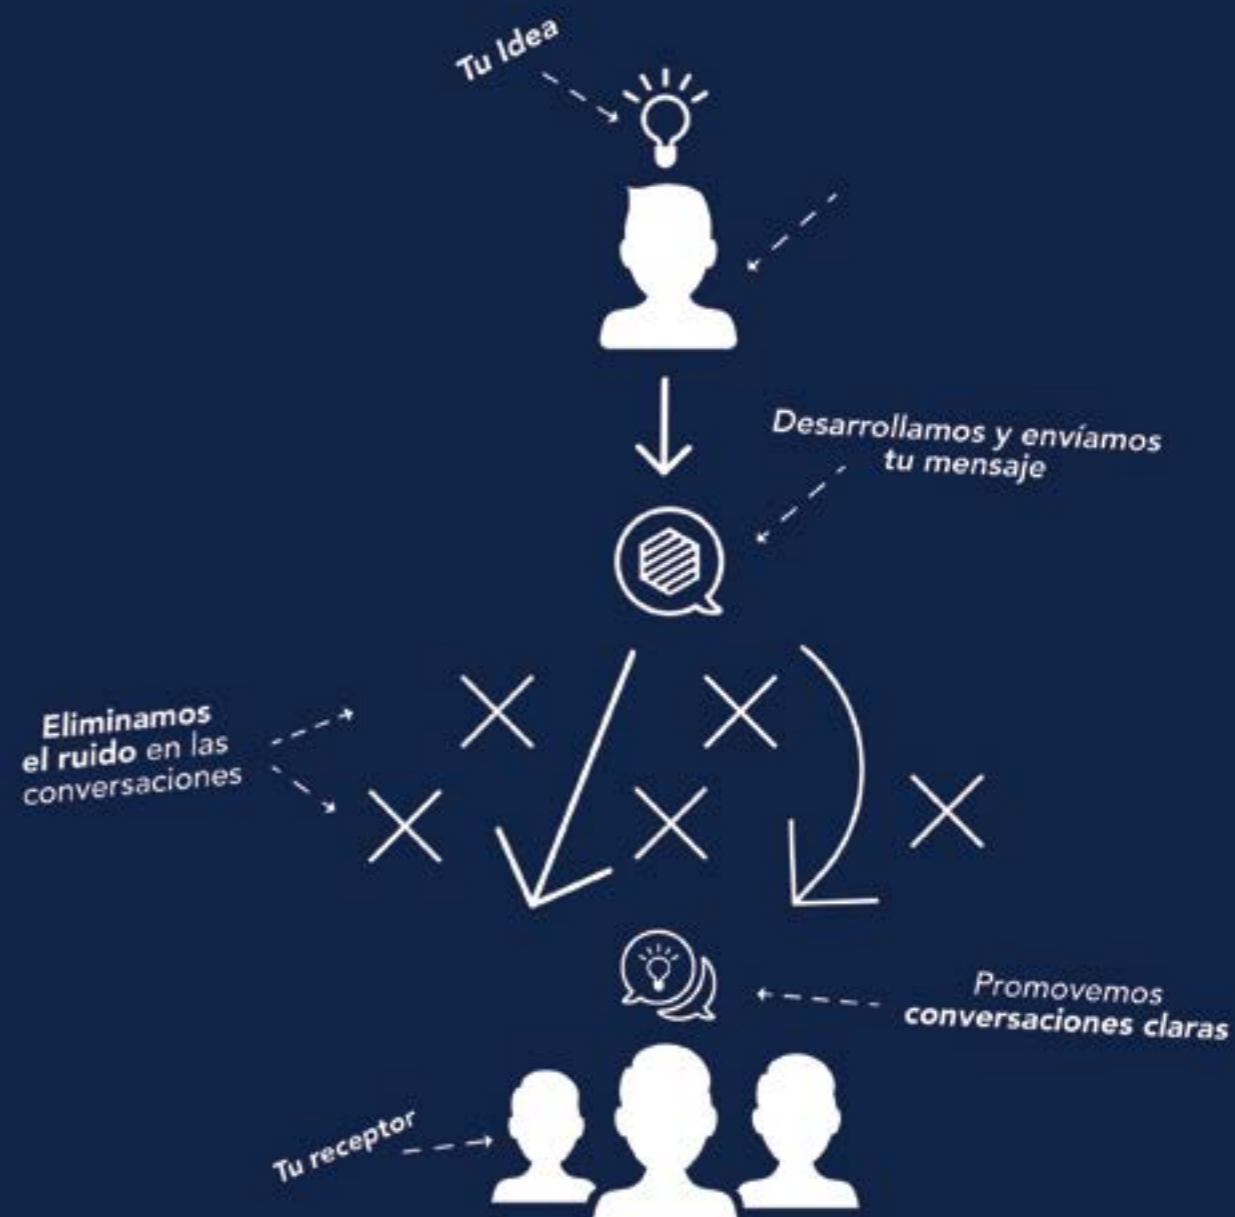 Tu Idea
Desarrollamos y envíamos
tu mensaje
Eliminamos
el ruido en las
conversaciones
Promovemos
conversaciones claras
Tu receptor